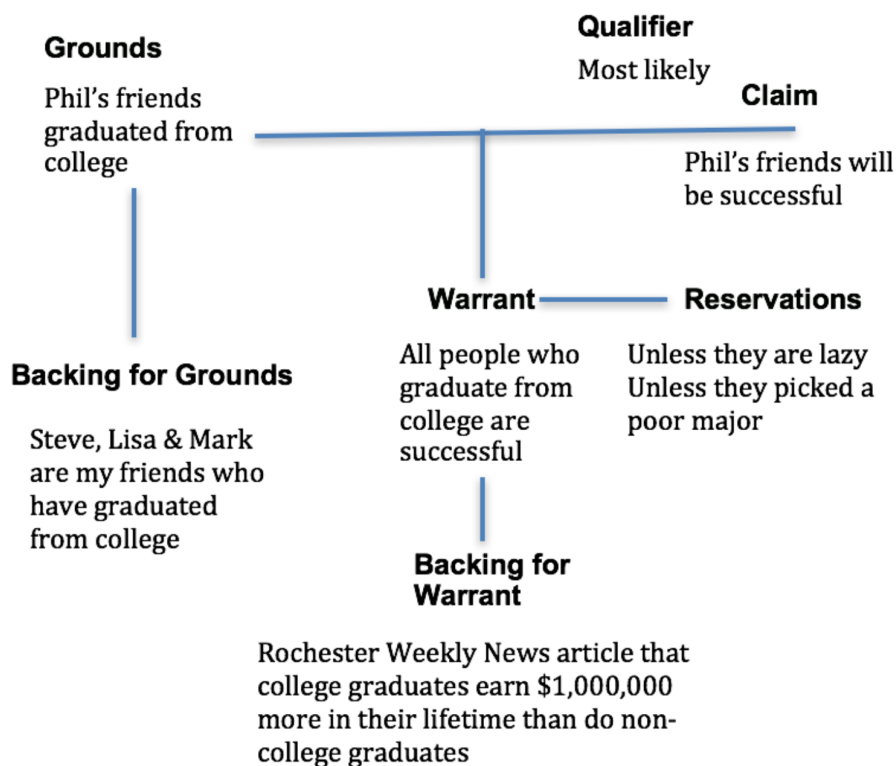 Grounds
Phil’s friends
graduated from
college
Qualifier
Most likely
Claim
Phil’s friends will
be successful
Warrant
All people who
graduate from
college are
successful
Reservations
Unless they are lazy
Unless they picked a
poor major
Backing for Grounds
Steve, Lisa & Mark
are my friends who
have graduated
from college
Backing for
Warrant
Rochester Weekly News article that
college graduates earn $1,000,000
more in their lifetime than do non-
college graduates